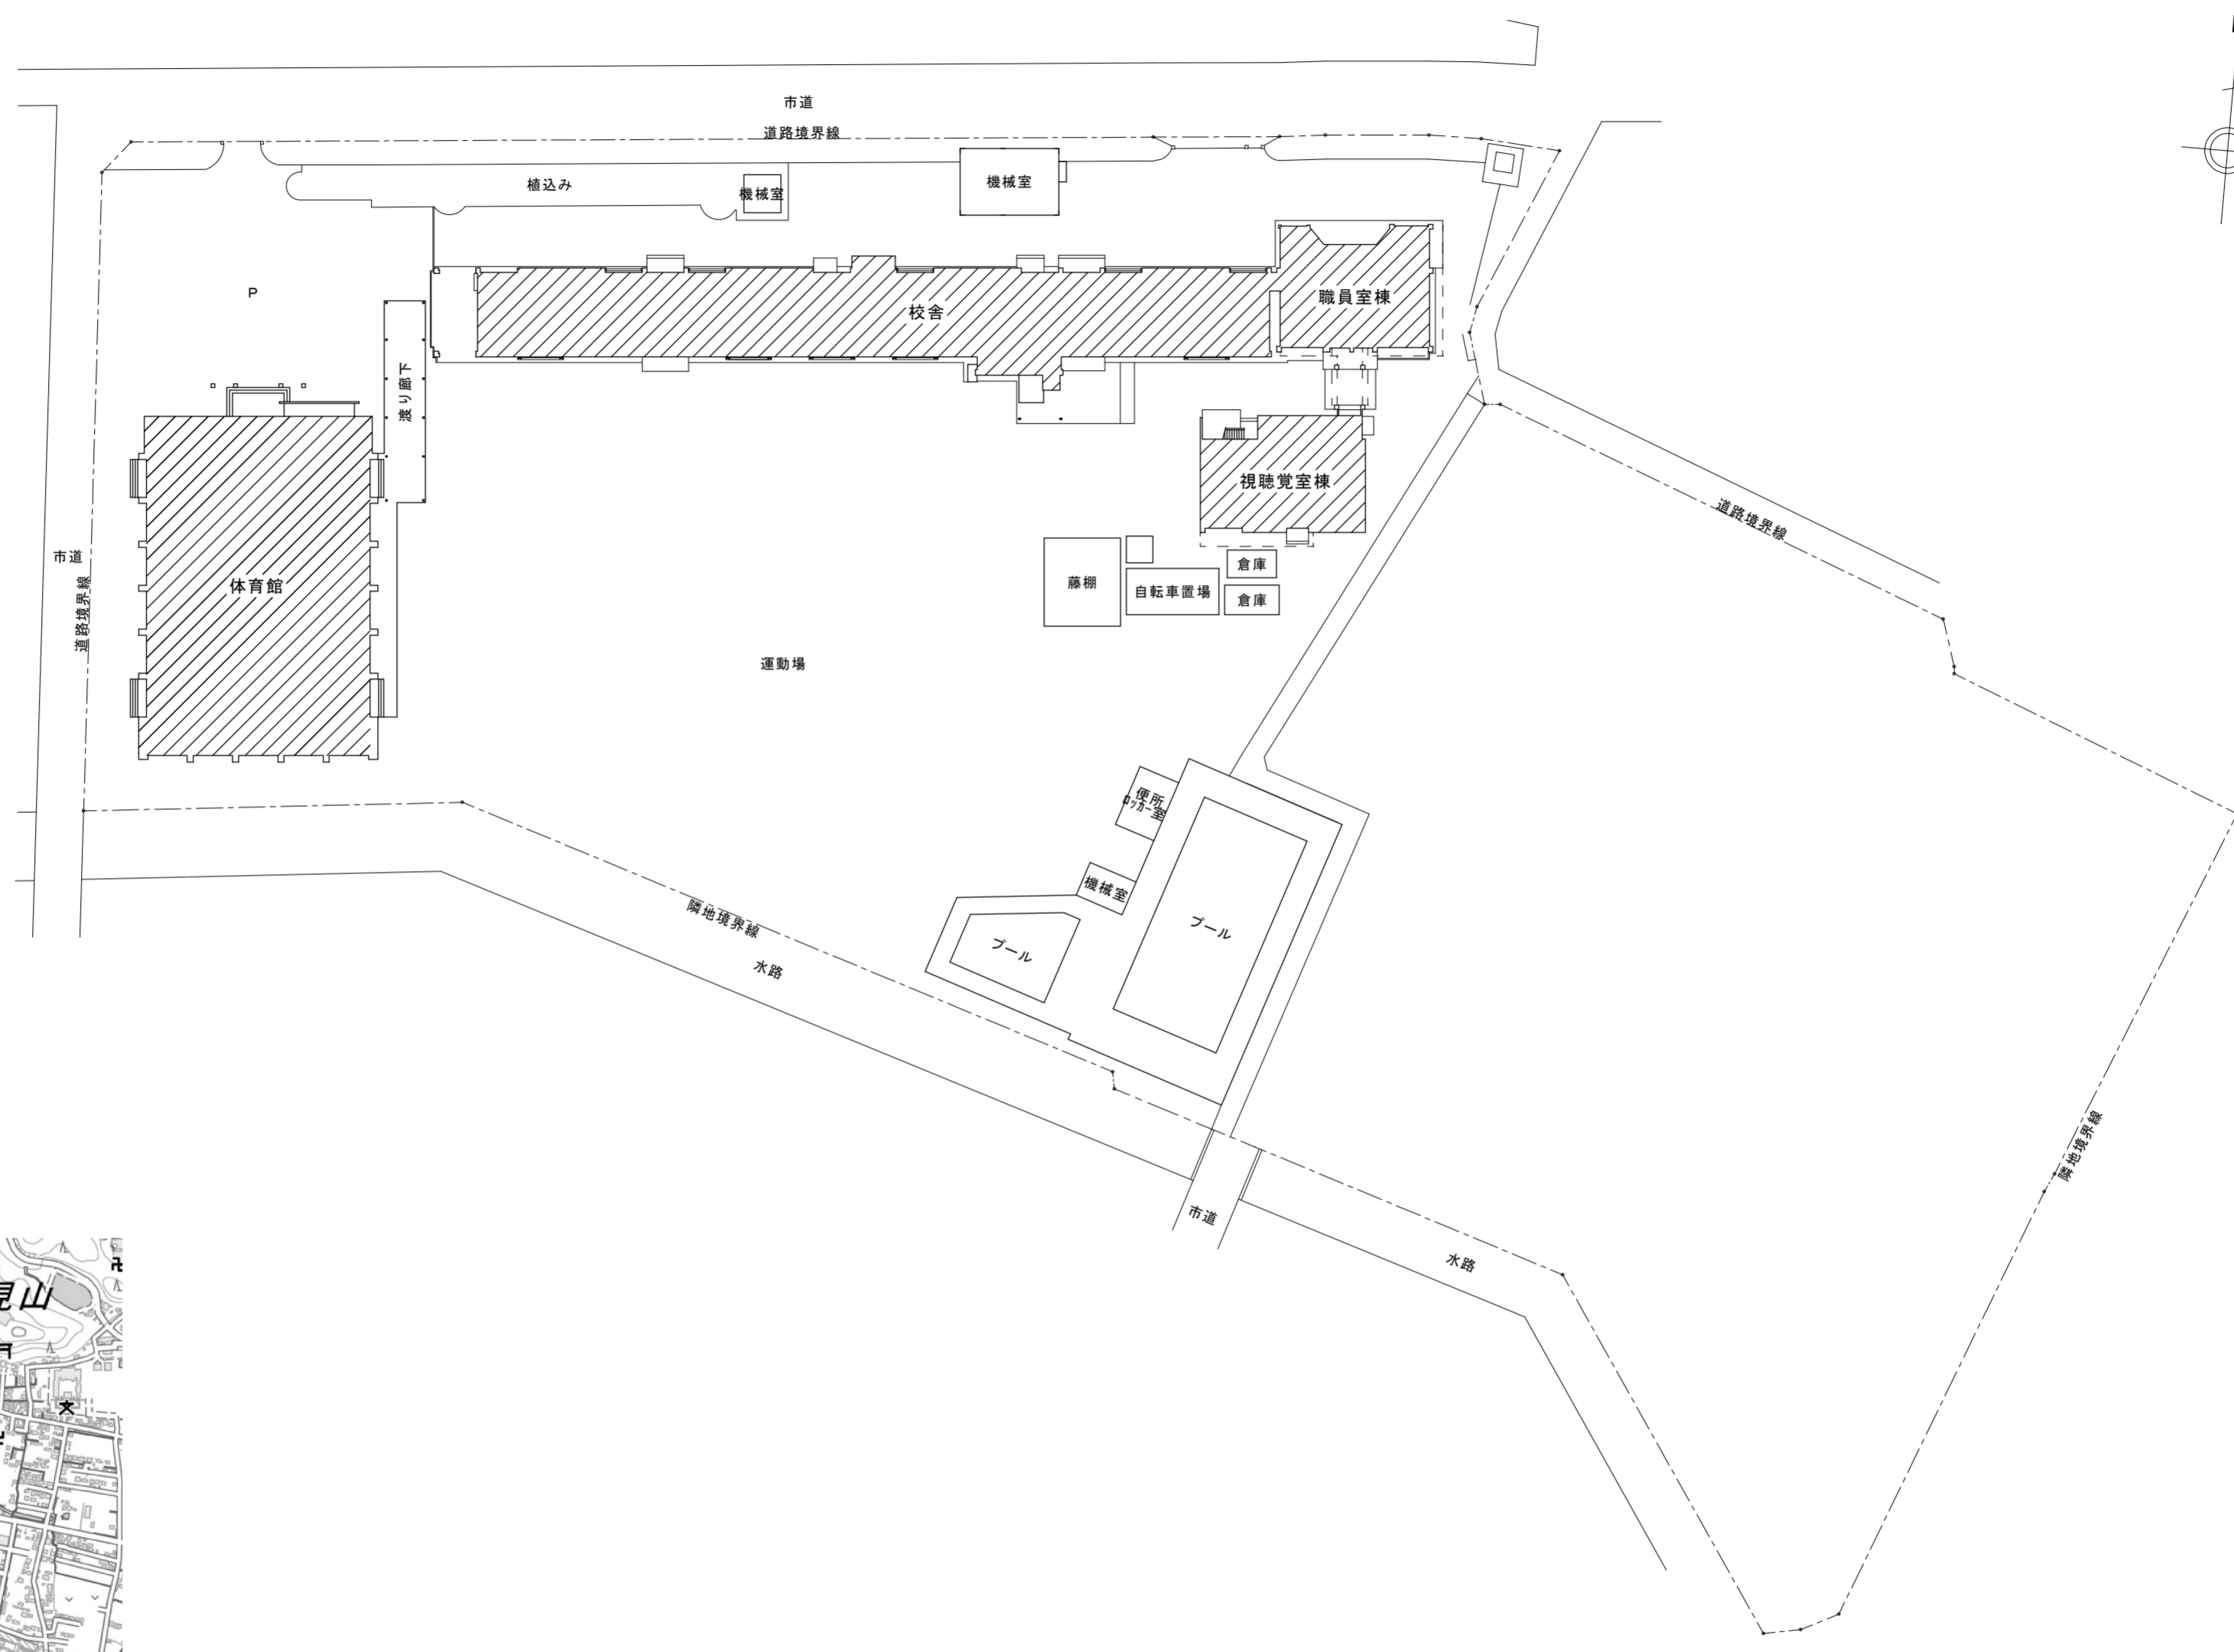 市道
道路境界線
植込み
機械室
機械室
P
校舎
職員室棟
渡り廊下
視聴覚室棟
道路境界線
市道
道路境界線
体育館
藤棚
自転車置場
倉庫
倉庫
運動場
便所
ロッカー室
機械室
プール
プール
隣地境界線
水路
隣地境界線
市道
水路
見山